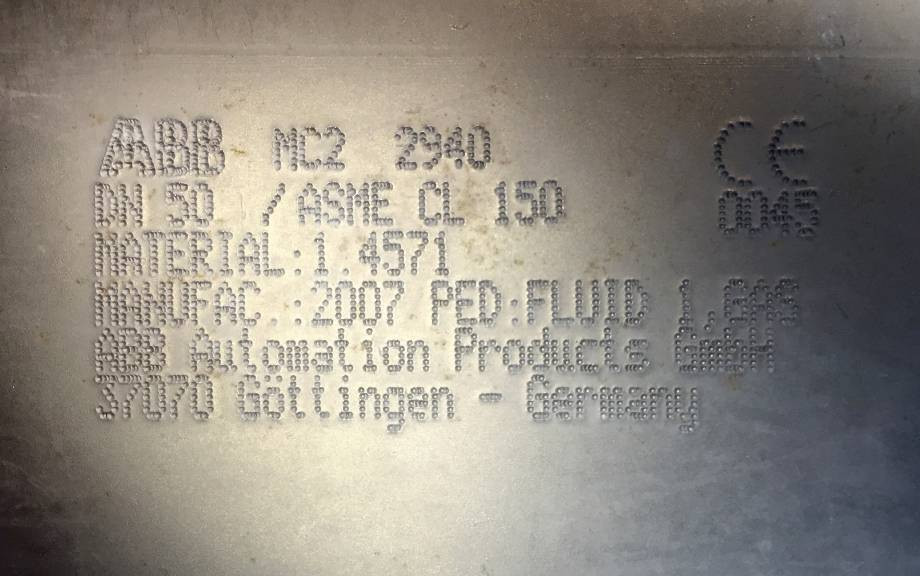 ABB MC2 2940 CE
DN 50 /ASME CL 150 0045
MATERIAL:1.4571
MANUFAC.:2007 PED:FLUID 1,GAS
ABB Automation Products GMBH
37070 Göttingen - Germany